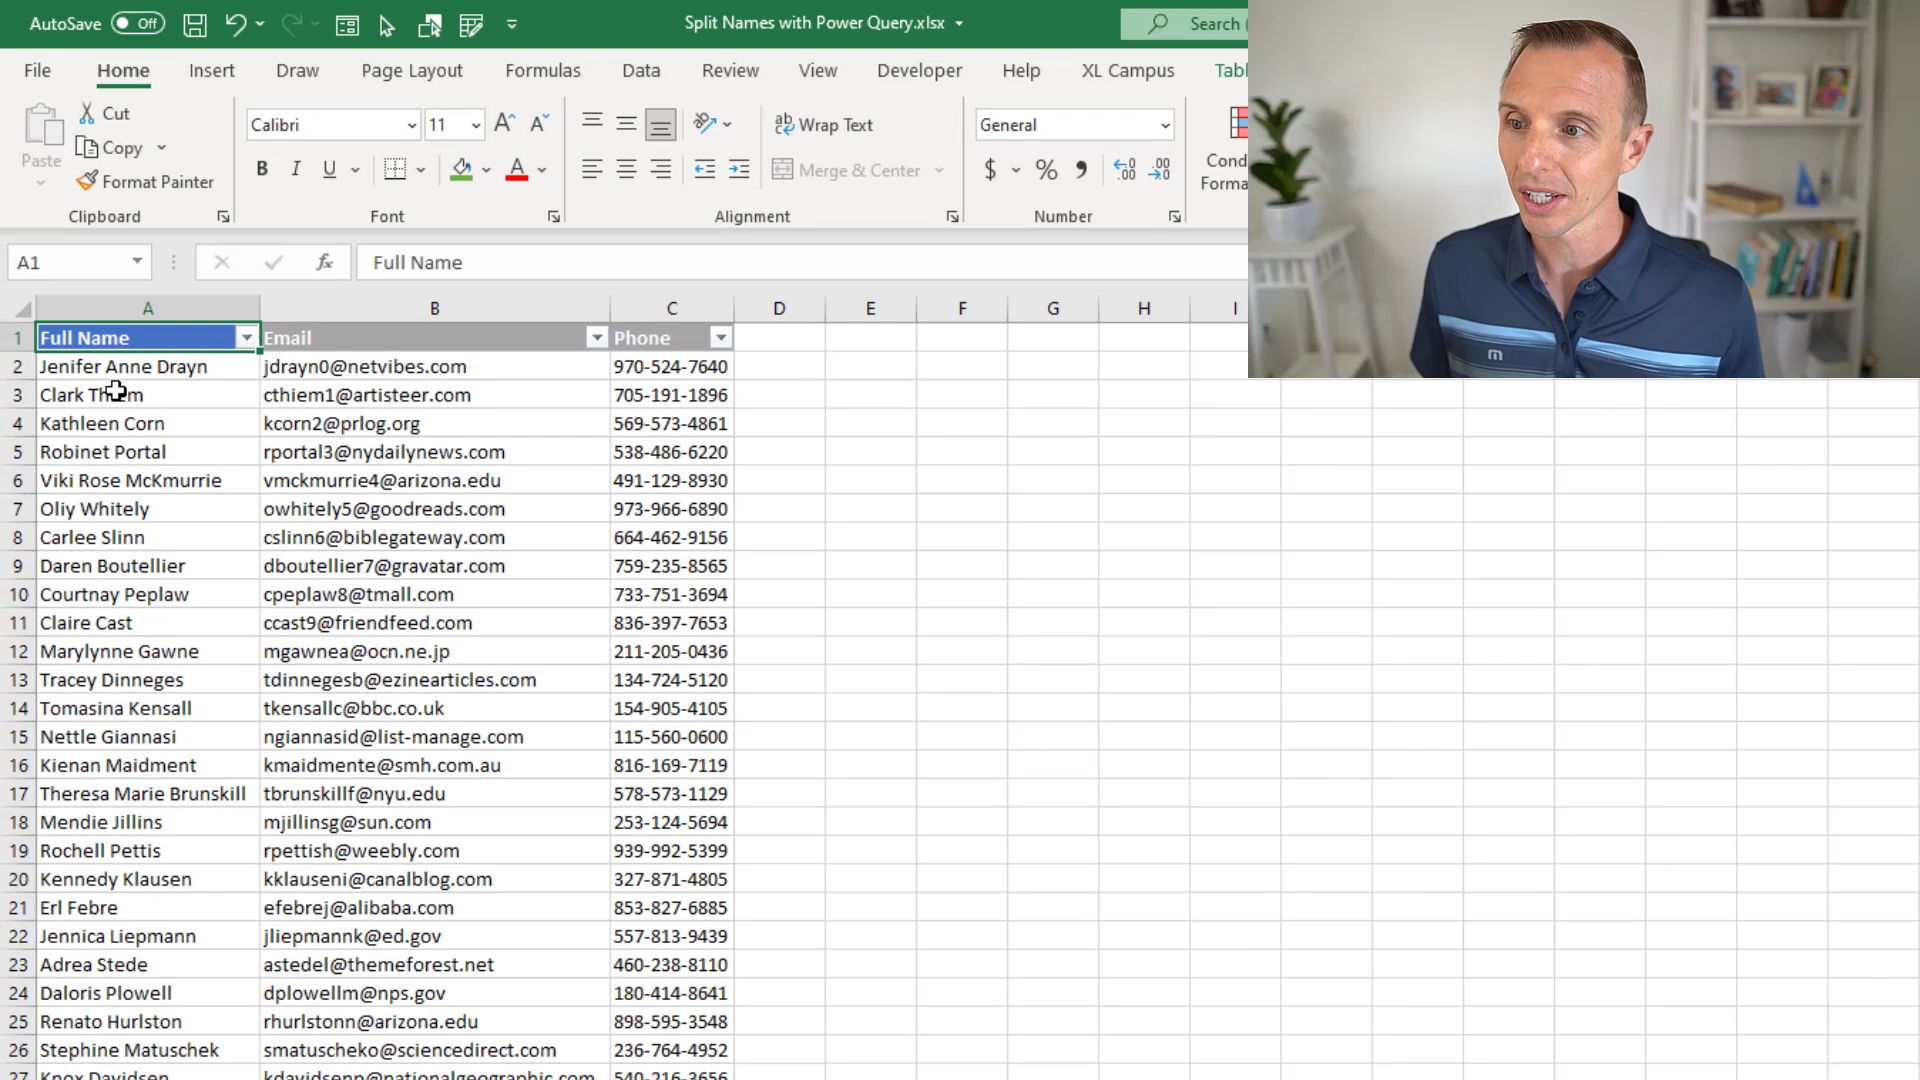 AutoSave Off Split Names with Power Query.xlsx Search
File Home Insert Draw Page Layout Formulas Data Review View Developer Help XL Campus
Cut
Copy
Format Painter
Paste
Clipboard
Calibri 11
B I U A
Font
Wrap Text
Merge & Center
Alignment
General
$ %
Number
A1 fx Full Name
A B C D E F G H I
1 Full Name Email Phone
2 Jenifer Anne Drayn jdrayn0@netvibes.com 970-524-7640
3 Clark cthiem1@artisteer.com 705-191-1896
4 Kathleen Corn kcorn2@prlog.org 569-573-4861
5 Robinet Portal rportal3@nydailynews.com 538-486-6220
6 Viki Rose McKmurrie vmckmurrie4@arizona.edu 491-129-8930
7 Oliy Whitely owhitely5@goodreads.com 973-966-6890
8 Carlee Slinn cslinn6@biblegateway.com 664-462-9156
9 Daren Boutellier dboutellier7@gravatar.com 759-235-8565
10 Courtnay Peplaw cpeplaw8@tmall.com 733-751-3694
11 Claire Cast ccast9@friendfeed.com 836-397-7653
12 Marylynne Gawne mgawnea@ocn.ne.jp 211-205-0436
13 Tracey Dinneges tdinnegesb@ezinearticles.com 134-724-5120
14 Tomasina Kensall tkensallc@bbc.co.uk 154-905-4105
15 Nettle Giannasi ngiannasid@list-manage.com 115-560-0600
16 Kienan Maidment kmaidmente@smh.com.au 816-169-7119
17 Theresa Marie Brunskill tbrunskillf@nyu.edu 578-573-1129
18 Mendie Jillins mjillinsg@sun.com 253-124-5694
19 Rochell Pettis rpettish@weebly.com 939-992-5399
20 Kennedy Klausen kklauseni@canalblog.com 327-871-4805
21 Erl Febre efebrej@alibaba.com 853-827-6885
22 Jennica Liepmann jliepmannk@ed.gov 557-813-9439
23 Adrea Stede astedel@themeforest.net 460-238-8110
24 Daloris Plowell dplowellm@nps.gov 180-414-8641
25 Renato Hurlston rhurlstonn@arizona.edu 898-595-3548
26 Stephine Matuschek smatuscheko@sciencedirect.com 236-764-4952
27 Knox Davidsen kdavidsenp@nationalgeographic.com 540-216-3656